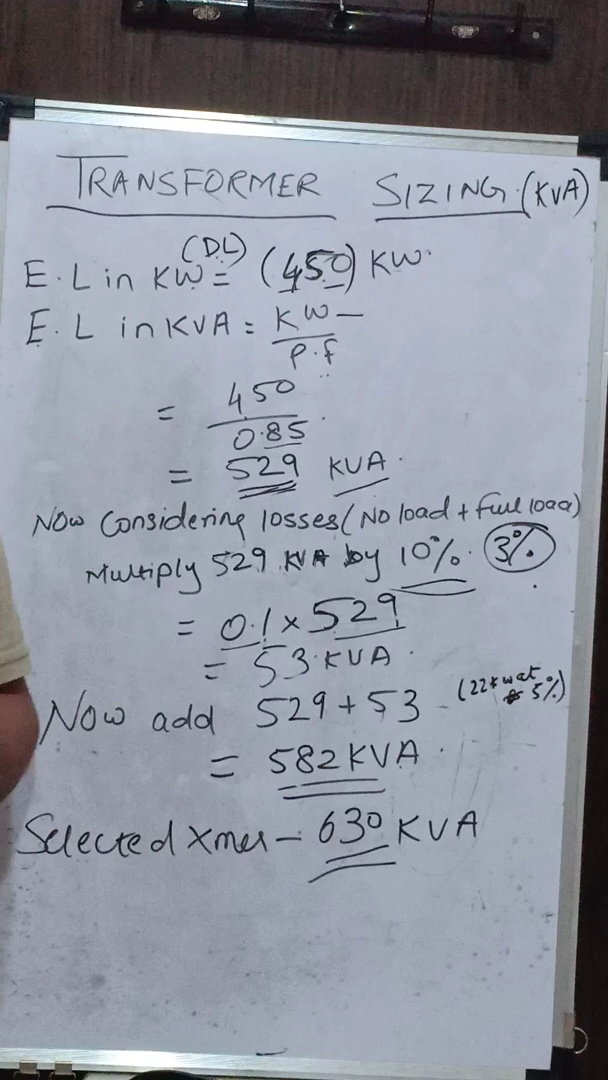 TRANSFORMER SIZING (KVA)
E.L in KW (DL) = (450) KW.
E.L in KVA = KW
P.f
= 450
0.85
= 529 KVA.
Now Considering losses (No load + full load)
Multiply 529 KVA by 10%. 3%
= 0.1 x 529
= 53 KVA.
Now add 529 + 53 5%)
= 582 KVA.
Selected Xmer - 630 KVA